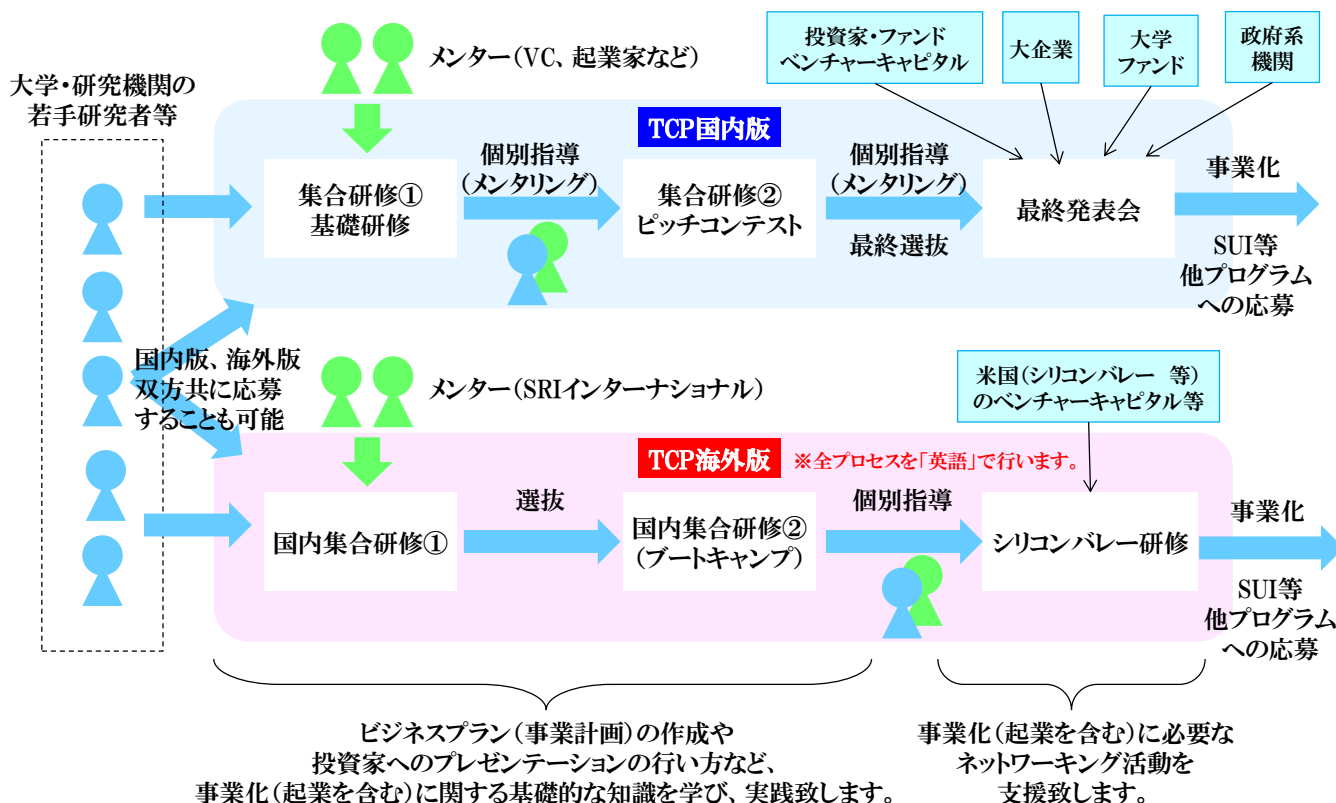 大学・研究機関の
若手研究者等
メンター(VC、起業家など)
投資家・ファンド
ベンチャーキャピタル
大企業
大学
ファンド
政府系
機関
TCP国内版
集合研修①
基礎研修
個別指導
(メンタリング)
集合研修②
ピッチコンテスト
個別指導
(メンタリング)
最終選抜
最終発表会
事業化
SUI等
他プログラム
への応募
国内版、海外版
双方共に応募
することも可能
メンター(SRIインターナショナル)
米国(シリコンバレー 等)
のベンチャーキャピタル等
TCP海外版
※全プロセスを「英語」で行います。
国内集合研修①
選抜
国内集合研修②
(ブートキャンプ)
個別指導
シリコンバレー研修
事業化
SUI等
他プログラム
への応募
ビジネスプラン(事業計画)の作成や
投資家へのプレゼンテーションの行い方など、
事業化(起業を含む)に関する基礎的な知識を学び、実践致します。
事業化(起業を含む)に必要な
ネットワーキング活動を
支援致します。